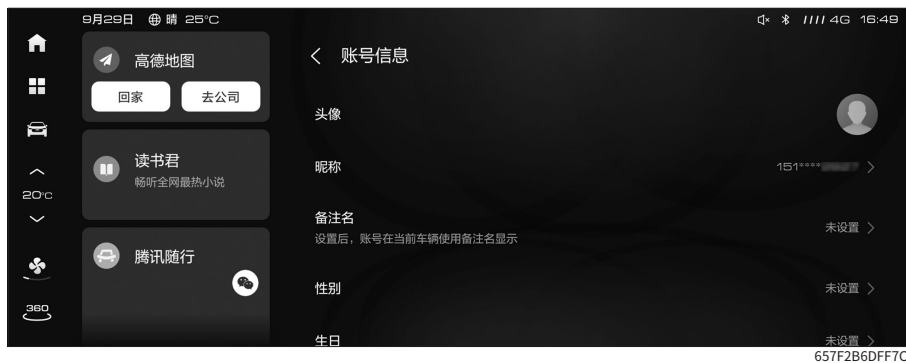 9月29日 晴 25°C
4G 16:49
高德地图
回家 去公司
读书君
畅听全网最热小说
20°C
腾讯随行
360
账号信息
头像
昵称
151****
备注名
设置后，账号在当前车辆使用备注名显示
未设置
性别
未设置
生日
未设置
657F2B6DFF7C